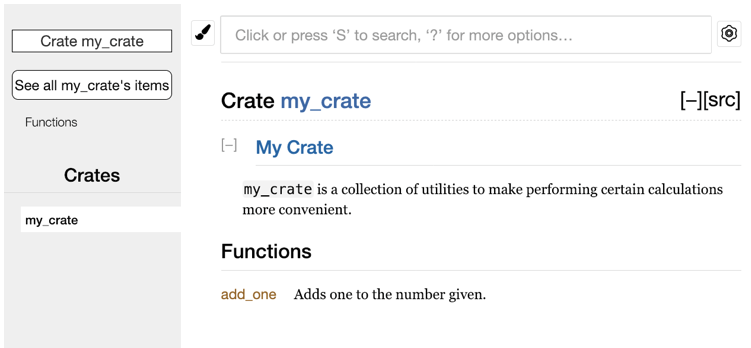 Crate my_crate
See all my_crate's items
Functions
Crates
my_crate
Click or press ‘S’ to search, ‘?’ for more options…
Crate my_crate
[−][src]
[−] My Crate
my_crate is a collection of utilities to make performing certain calculations
more convenient.
Functions
add_one Adds one to the number given.